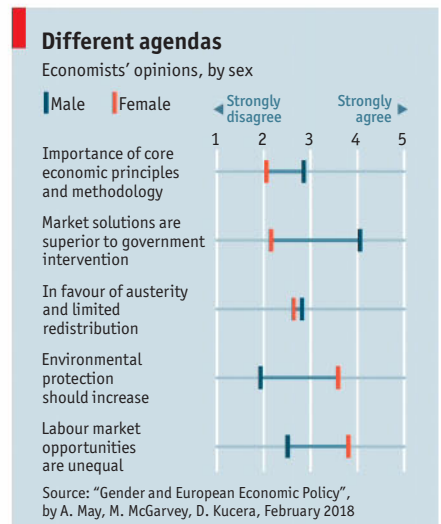 Different agendas
Economists' opinions, by sex
Male Female
Strongly disagree
Strongly agree
1 2 3 4 5
Importance of core
economic principles
and methodology
Market solutions are
superior to government
intervention
In favour of austerity
and limited
redistribution
Environmental
protection
should increase
Labour market
opportunities
are unequal
Source: “Gender and European Economic Policy”,
by A. May, M. McGarvey, D. Kucera, February 2018